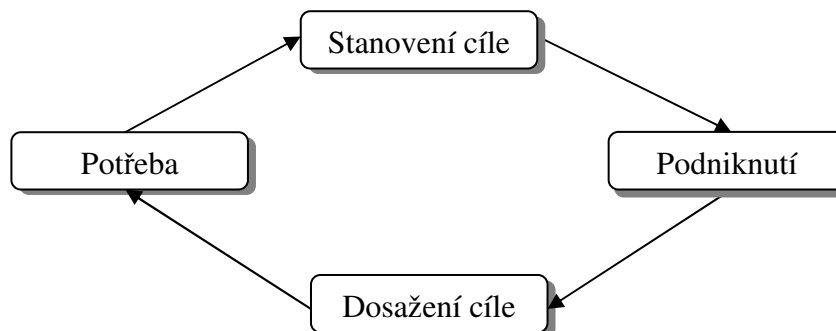 Stanovení cíle
Potřeba
Podniknutí
Dosažení cíle